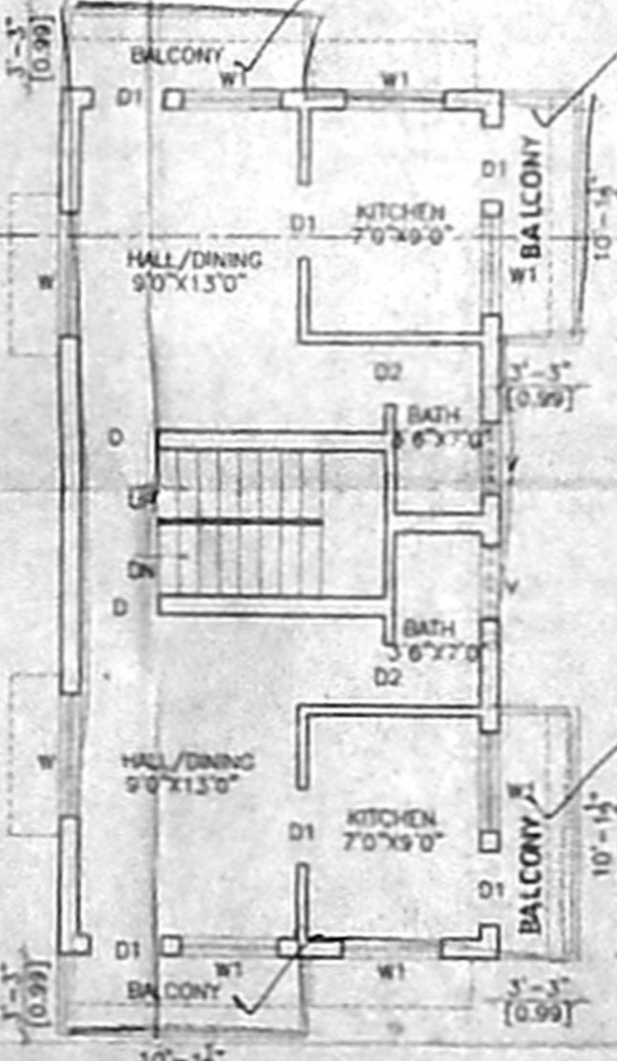 3'-3"
[0.99]
BALCONY
W1
W1
D1
D1
BALCONY
KITCHEN
7'0"X9'0"
D1
10'-1½"
HALL/DINING
9'0"X13'0"
W
W1
D2
3'-3"
[0.99]
BATH
D
V
V
D
BATH
3'6"X7'0"
D2
HALL/DINING
9'0"X13'0"
W
W1
KITCHEN
7'0"X9'0"
D1
10'-1½"
BALCONY
D1
D1
W1
W1
BALCONY
3'-3"
[0.99]
3'-3"
[0.99]
10'-1½"